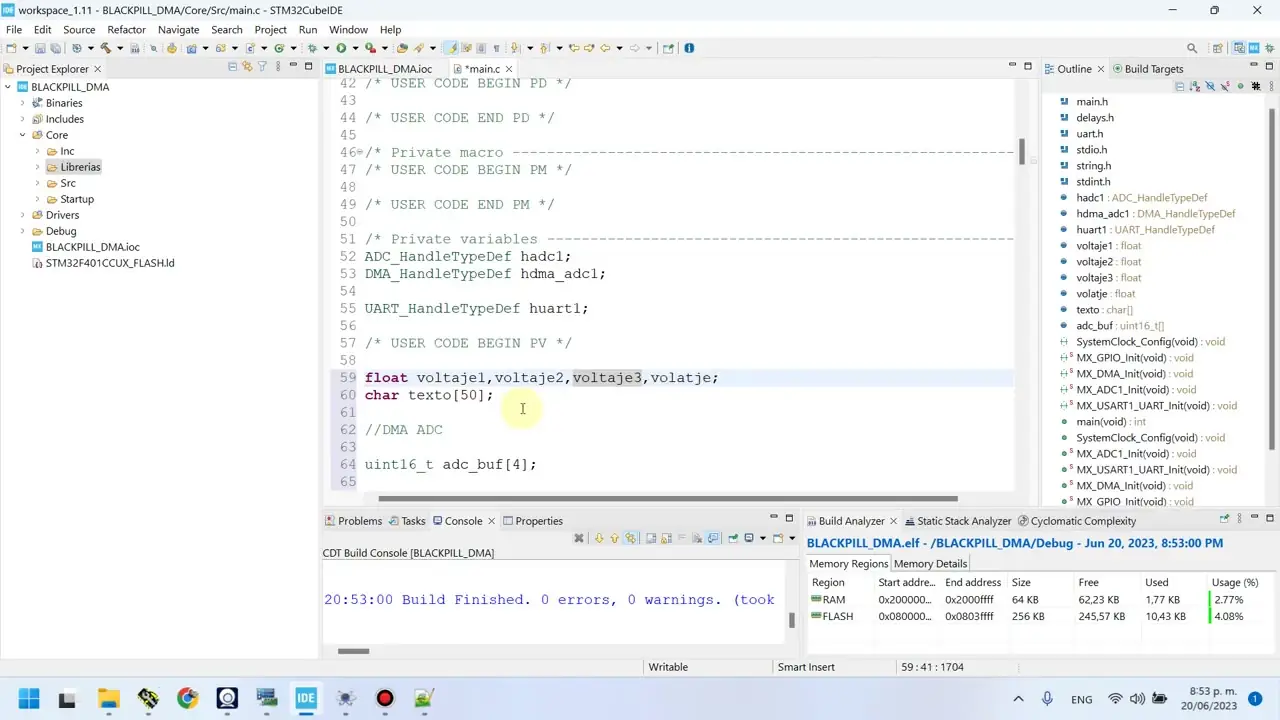 workspace_1.11 - BLACKPILL_DMA/Core/Src/main.c - STM32CubeIDE
File Edit Source Refactor Navigate Search Project Run Window Help
Project Explorer
BLACKPILL_DMA
Binaries
Includes
Core
Inc
Librerias
Src
Startup
Drivers
Debug
BLACKPILL_DMA.ioc
STM32F401CCUX_FLASH.ld
BLACKPILL_DMA.ioc *main.c
42 /* USER CODE BEGIN PD */
43
44 /* USER CODE END PD */
45
46 /* Private macro -------------------------------------------------------------
47 /* USER CODE BEGIN PM */
48
49 /* USER CODE END PM */
50
51 /* Private variables ---------------------------------------------------------
52 ADC_HandleTypeDef hadc1;
53 DMA_HandleTypeDef hdma_adc1;
54
55 UART_HandleTypeDef huart1;
56
57 /* USER CODE BEGIN PV */
58
59 float voltaje1,voltaje2,voltaje3,volatje;
60 char texto[50];
61
62 //DMA ADC
63
64 uint16_t adc_buf[4];
65
Outline Build Targets
main.h
delays.h
uart.h
stdio.h
string.h
stdint.h
hadc1 : ADC_HandleTypeDef
hdma_adc1 : DMA_HandleTypeDef
huart1 : UART_HandleTypeDef
voltaje1 : float
voltaje2 : float
voltaje3 : float
volatje : float
texto : char[]
adc_buf : uint16_t[]
SystemClock_Config(void) : void
MX_GPIO_Init(void) : void
MX_DMA_Init(void) : void
MX_ADC1_Init(void) : void
MX_USART1_UART_Init(void) : void
main(void) : int
SystemClock_Config(void) : void
MX_ADC1_Init(void) : void
MX_USART1_UART_Init(void) : void
MX_DMA_Init(void) : void
MX_GPIO_Init(void) : void
Problems Tasks Console Properties
CDT Build Console [BLACKPILL_DMA]
20:53:00 Build Finished. 0 errors, 0 warnings. (took
Build Analyzer Static Stack Analyzer Cyclomatic Complexity
BLACKPILL_DMA.elf - /BLACKPILL_DMA/Debug - Jun 20, 2023, 8:53:00 PM
Memory Regions Memory Details
Region Start addre... End address Size Free Used Usage (%)
RAM 0x200000... 0x2000ffff 64 KB 62,23 KB 1,77 KB 2.77%
FLASH 0x080000... 0x0803ffff 256 KB 245,57 KB 10,43 KB 4.08%
Writable Smart Insert 59 : 41 : 1704
IDE
ENG
8:53 p. m.
20/06/2023
1